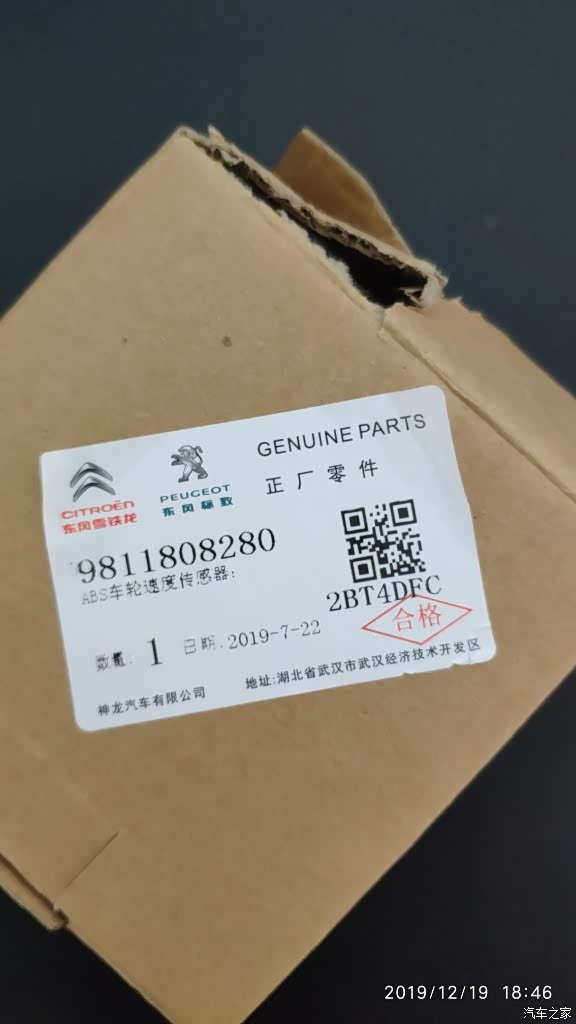 GENUINE PARTS
正厂零件
CITROËN
东风雪铁龙
PEUGEOT
东风标致
9811808280
ABS车轮速度传感器:
2BT4DFC
合格
数量: 1 日期: 2019-7-22
神龙汽车有限公司 地址:湖北省武汉市武汉经济技术开发区
2019/12/19 18:46
汽车之家